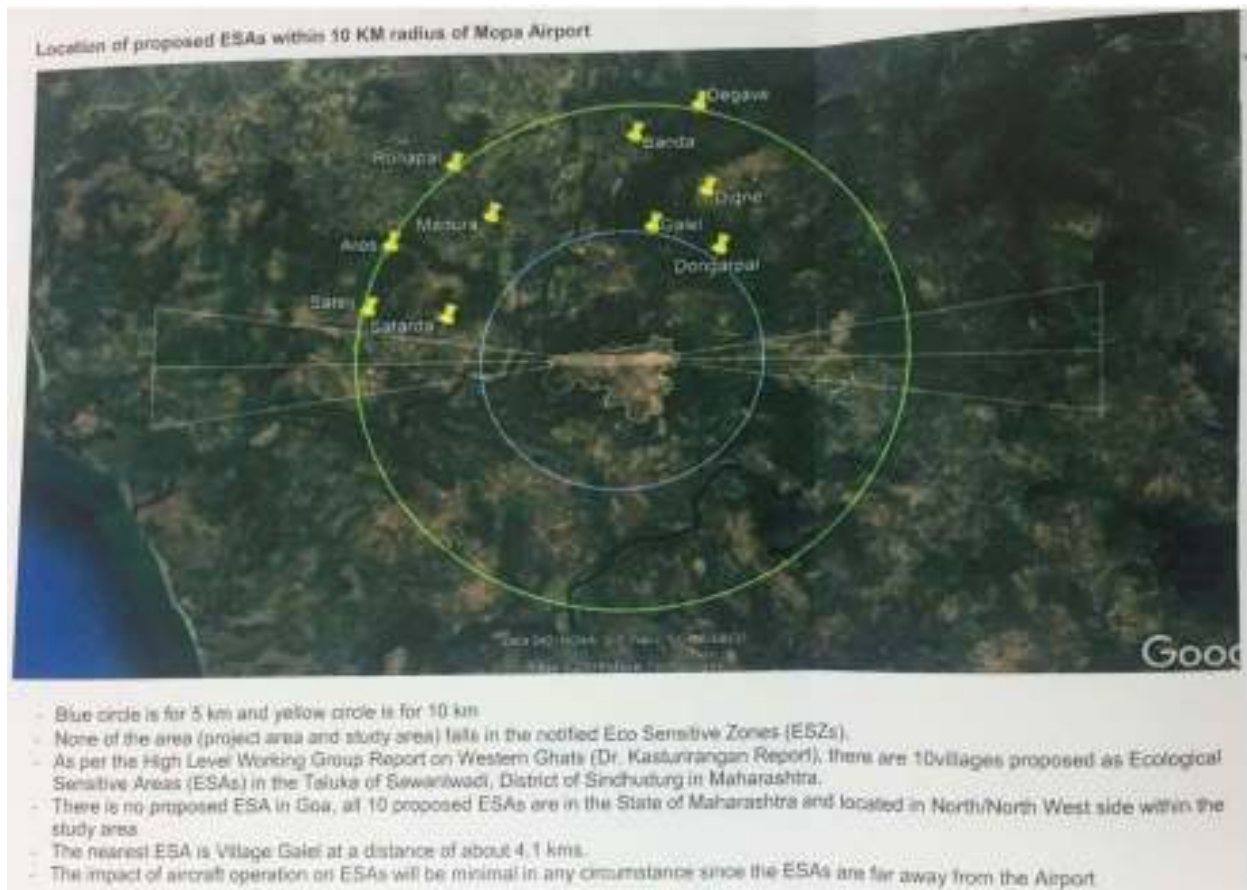 Location of proposed ESAs within 10 KM radius of Mopa Airport
Degave
Banda
Ronapal
Digne
Madura
Galel
Aros
Dongarpal
Satarda
Goog
- Blue circle is for 5 km and yellow circle is for 10 km
- None of the area (project area and study area) falls in the notified Eco Sensitive Zones (ESZs).
- As per the High Level Working Group Report on Western Ghats (Dr. Kasturirangan Report), there are 10villages proposed as Ecological
Sensitive Areas (ESAs) in the Taluka of Sawantwadi, District of Sindhudurg in Maharashtra.
- There is no proposed ESA in Goa, all 10 proposed ESAs are in the State of Maharashtra and located in North/North West side within the
study area
- The nearest ESA is Village Galel at a distance of about 4.1 kms.
- The impact of aircraft operation on ESAs will be minimal in any circumstance since the ESAs are far away from the Airport